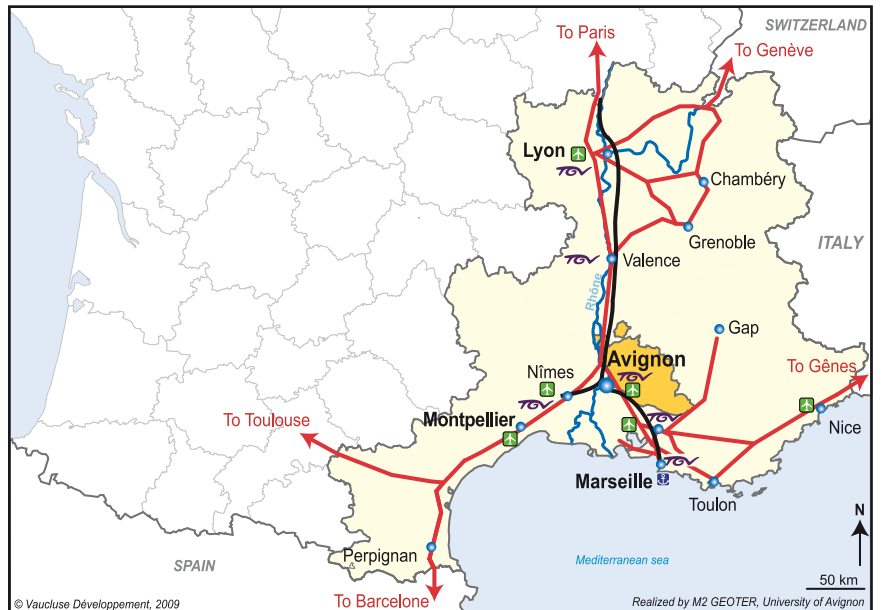 SWITZERLAND
To Paris
To Genève
Lyon
TGV
Chambéry
Grenoble
ITALY
TGV
Valence
Rhône
Gap
Avignon
TGV
Nîmes
TGV
To Gênes
Montpellier
To Toulouse
TGV
Nice
TGV
Marseille
Toulon
N
Perpignan
Mediterranean sea
SPAIN
50 km
To Barcelone
© Vaucluse Développement, 2009
Realized by M2 GEOTER, University of Avignon